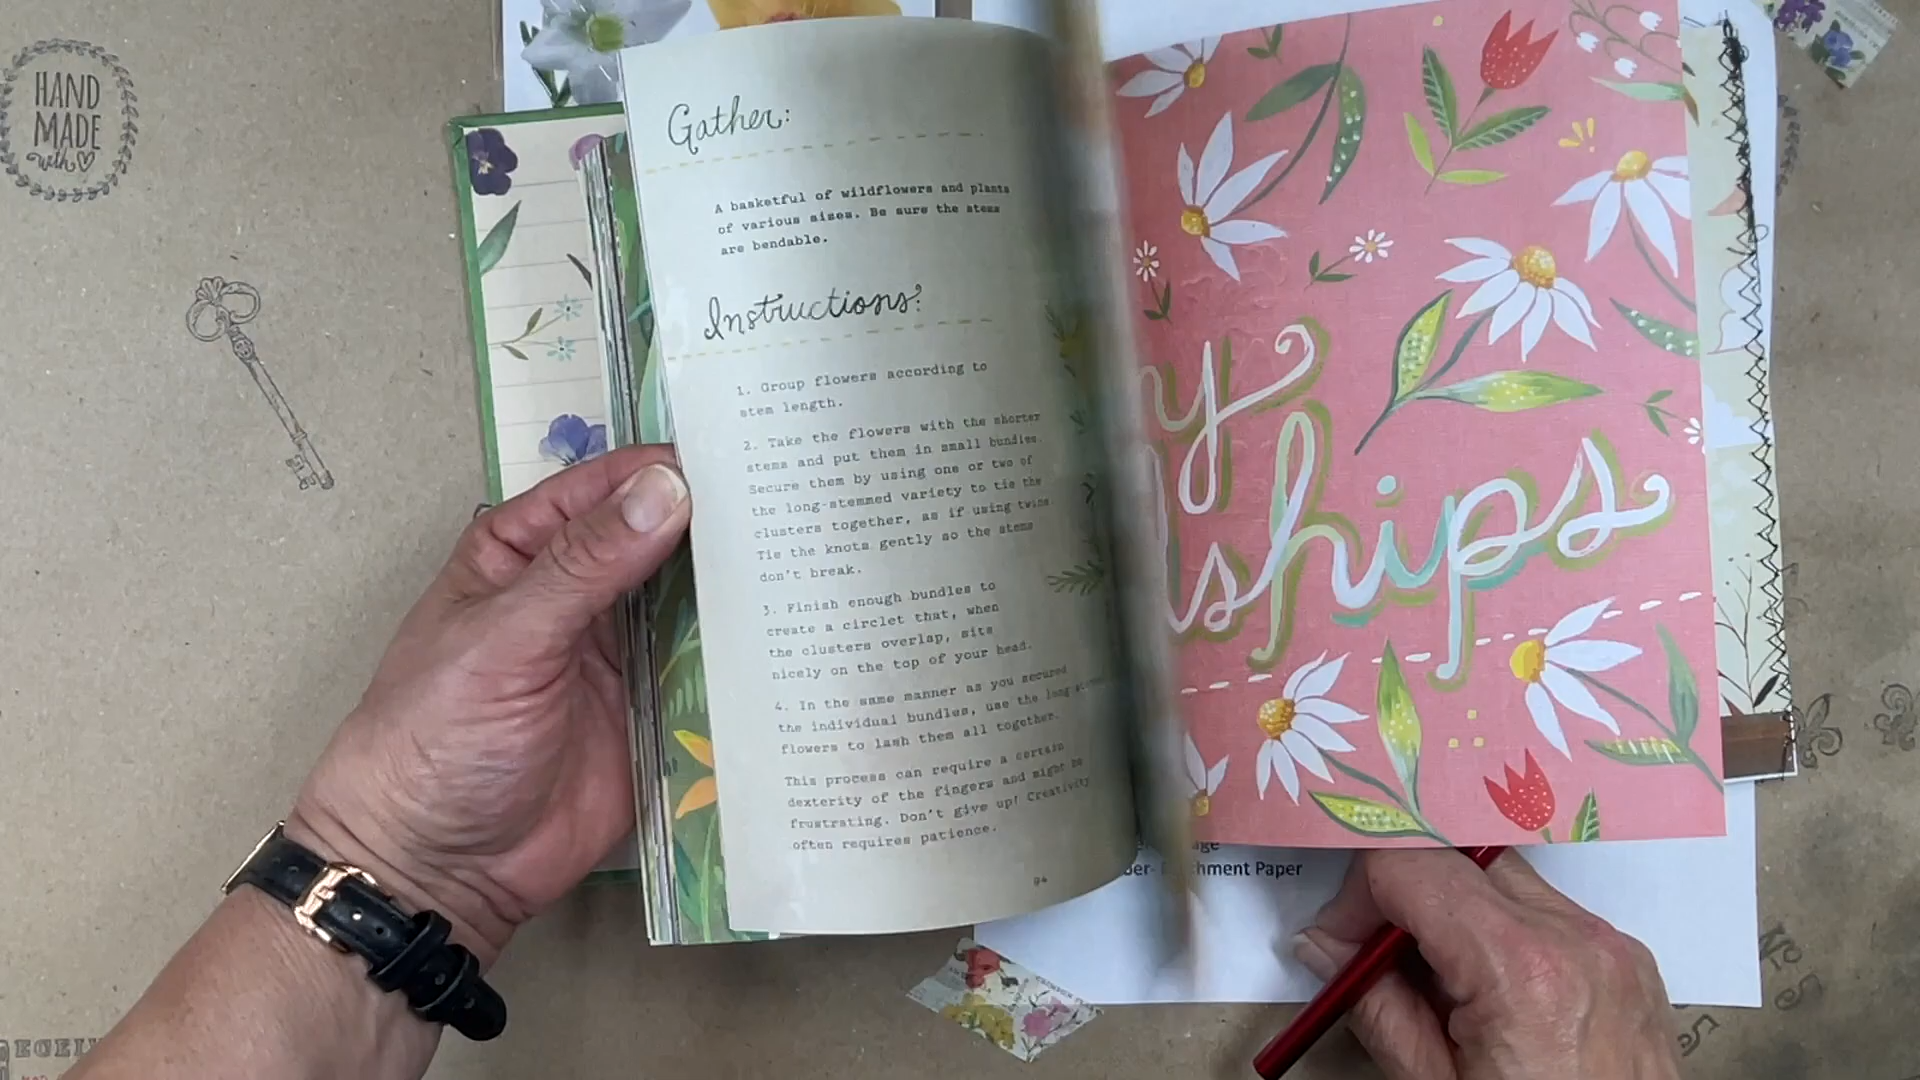 HAND
MADE
with
Gather:
A basketful of wildflowers and plants
of various sizes. Be sure the stems
are bendable.
Instructions:
1. Group flowers according to
stem length.
2. Take the flowers with the shorter
stems and put them in small bundles.
Secure them by using one or two of
the long-stemmed variety to tie the
clusters together, as if using twine.
Tie the knots gently so the stems
don't break.
3. Finish enough bundles to
create a circlet that, when
the clusters overlap, sits
nicely on the top of your head.
4. In the same manner as you secured
the individual bundles, use the long
flowers to lash them all together.
This process can require a certain
dexterity of the fingers and might be
frustrating. Don't give up! Creativity
often requires patience.
94
y
ships
Paper